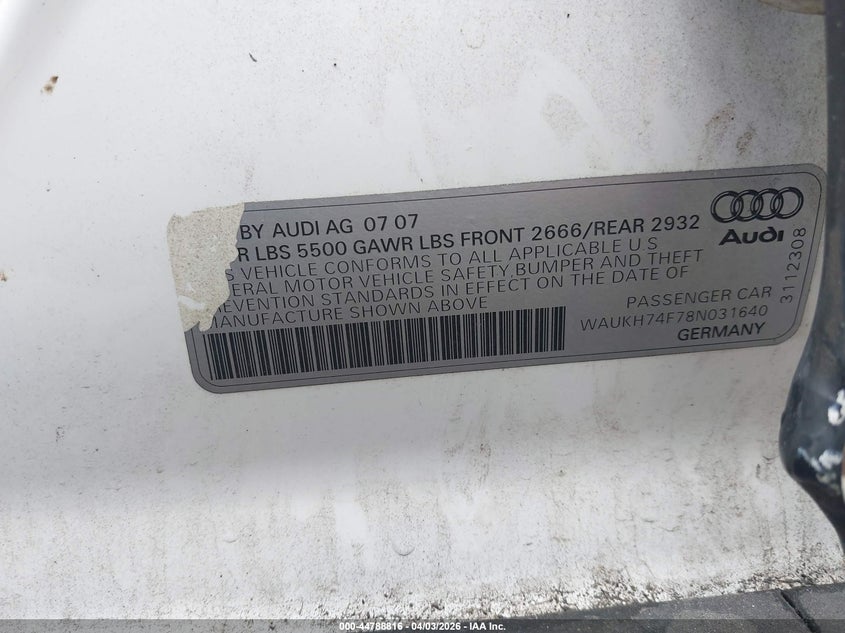 BY AUDI AG 07 07
R LBS 5500 GAWR LBS FRONT 2666/REAR 2932
S VEHICLE CONFORMS TO ALL APPLICABLE U S
ERAL MOTOR VEHICLE SAFETY, BUMPER AND THEFT
EVENTION STANDARDS IN EFFECT ON THE DATE OF
MANUFACTURE SHOWN ABOVE
Audi
3112308
PASSENGER CAR
WAUKH74F78N031640
GERMANY
000-44788816 - 04/03/2026 - IAA Inc.